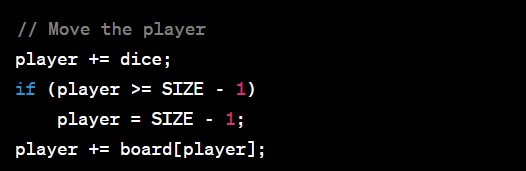 // Move the player
player += dice;
if (player >= SIZE - 1)
    player = SIZE - 1;
player += board[player];